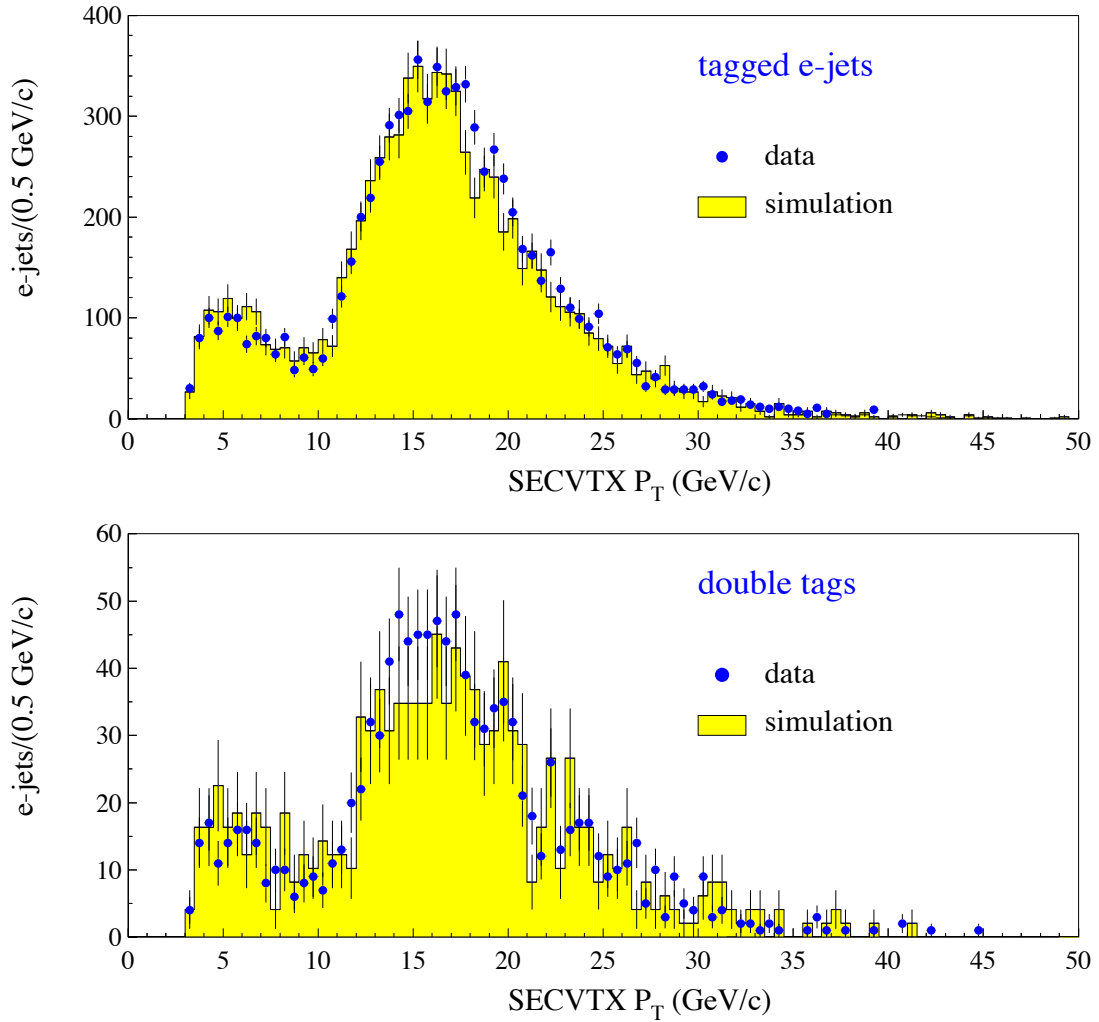 e-jets/(0.5 GeV/c)
400
300
200
100
0
tagged e-jets
data
simulation
0 5 10 15 20 25 30 35 40 45 50
SECVTX P_T (GeV/c)
e-jets/(0.5 GeV/c)
60
50
40
30
20
10
0
double tags
data
simulation
0 5 10 15 20 25 30 35 40 45 50
SECVTX P_T (GeV/c)